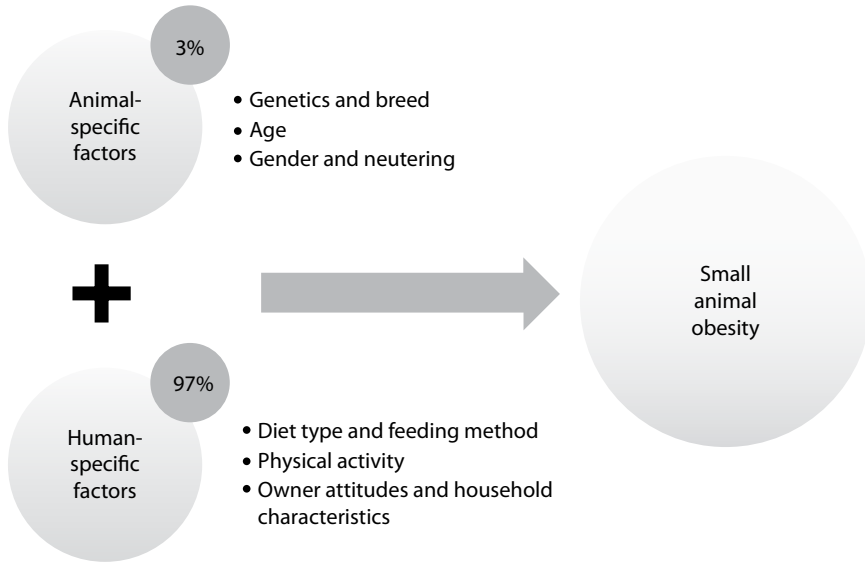 3%
Animal-
specific
factors
• Genetics and breed
• Age
• Gender and neutering
Small
animal
obesity
97%
Human-
specific
factors
• Diet type and feeding method
• Physical activity
• Owner attitudes and household
characteristics